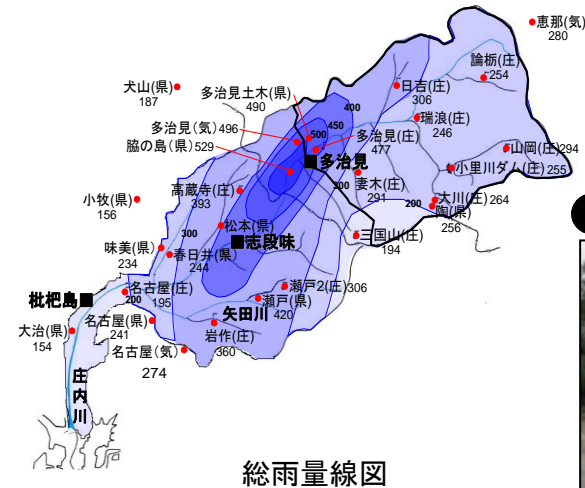 恵那(気)
280
論栃(庄)
254
犬山(県)
187
多治見土木(県)
490
日吉(庄)
306
400
450
500
多治見(気) 496
瑞浪(庄)
246
脇の島(県) 529
多治見(庄)
477
山岡(庄) 294
■多治見
小里川ダム(庄) 255
高蔵寺(庄)
393
300
妻木(庄)
291
大川(庄) 264
200
陶(県)
256
小牧(県)
156
松本(県)
300
■志段味
三国山(庄)
194
味美(県)
234
春日井(県)
244
枇杷島■
名古屋(庄)
200
195
瀬戸2(庄) 306
瀬戸(県)
420
矢田川
大治(県)
154
名古屋(県)
241
岩作(庄)
360
名古屋(気)
274
庄内川
総雨量線図